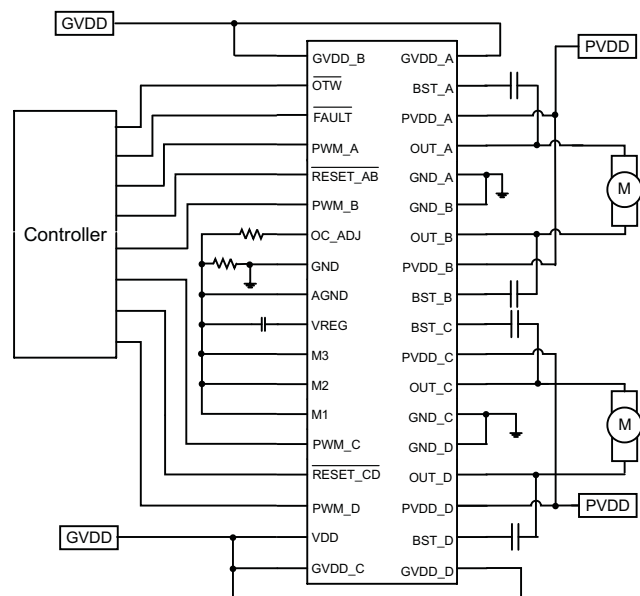 GVDD
PVDD
GVDD_B GVDD_A
OTW BST_A
FAULT PVDD_A
PWM_A OUT_A
RESET_AB GND_A
M
PWM_B GND_B
Controller
OC_ADJ OUT_B
GND PVDD_B
AGND BST_B
VREG BST_C
M3 PVDD_C
M2 OUT_C
M1 GND_C
M
PWM_C GND_D
RESET_CD OUT_D
PWM_D PVDD_D
PVDD
GVDD
VDD BST_D
GVDD_C GVDD_D